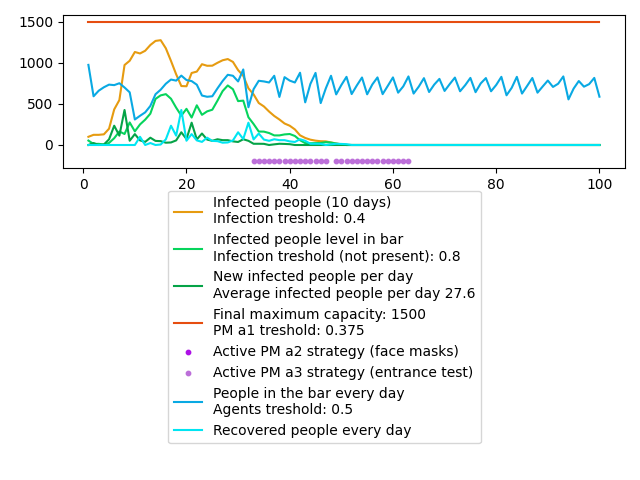 1500
1000
500
0
0
20
40
60
80
100
Infected people (10 days)
Infection treshold: 0.4
Infected people level in bar
Infection treshold (not present): 0.8
New infected people per day
Average infected people per day 27.6
Final maximum capacity: 1500
PM a1 treshold: 0.375
Active PM a2 strategy (face masks)
Active PM a3 strategy (entrance test)
People in the bar every day
Agents treshold: 0.5
Recovered people every day